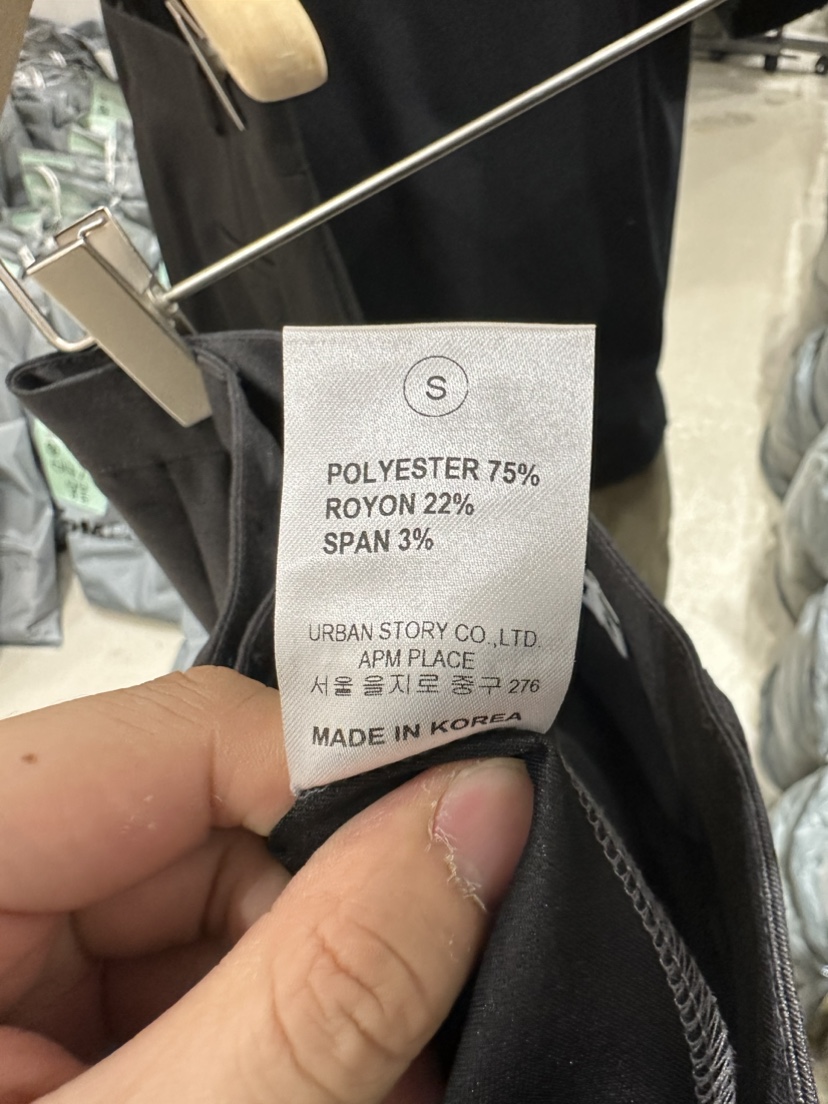 S
POLYESTER 75%
ROYON 22%
SPAN 3%
URBAN STORY CO.,LTD.
APM PLACE
서울 을지로 중구 276
MADE IN KOREA